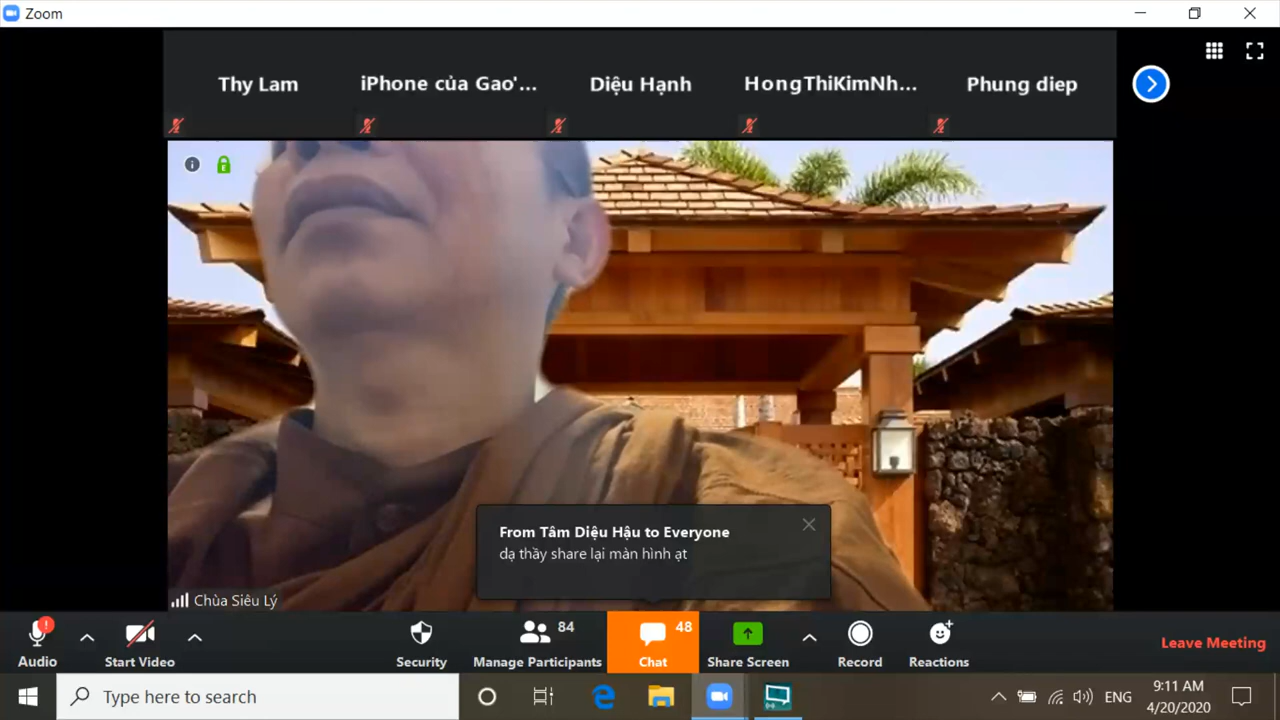 Zoom
Thy Lam
iPhone của Gao'...
Diệu Hạnh
HongThiKimNh...
Phung diep
From Tâm Diệu Hậu to Everyone
dạ thầy share lại màn hình ạt
Chùa Siêu Lý
Audio
Start Video
Security
84
Manage Participants
48
Chat
Share Screen
Record
Reactions
Leave Meeting
Type here to search
ENG
9:11 AM
4/20/2020